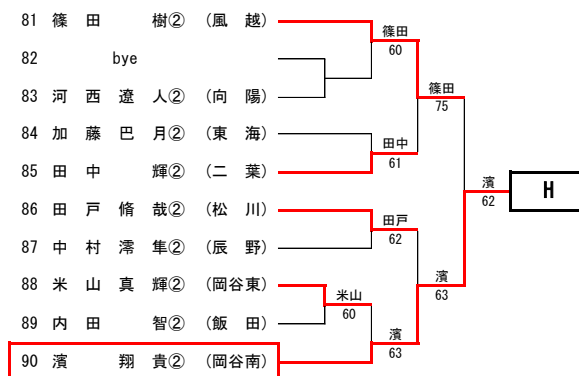 81 篠田 樹② (風越)
篠田
60
82 bye
篠田
75
83 河西遼人② (向陽)
84 加藤巴月② (東海)
田中
61
85 田中 輝② (二葉)
濱
62
H
86 田戸脩哉② (松川)
田戸
62
87 中村澪隼② (辰野)
濱
63
88 米山真輝② (岡谷東)
米山
60
89 内田 智② (飯田)
濱
63
90 濱 翔貴② (岡谷南)